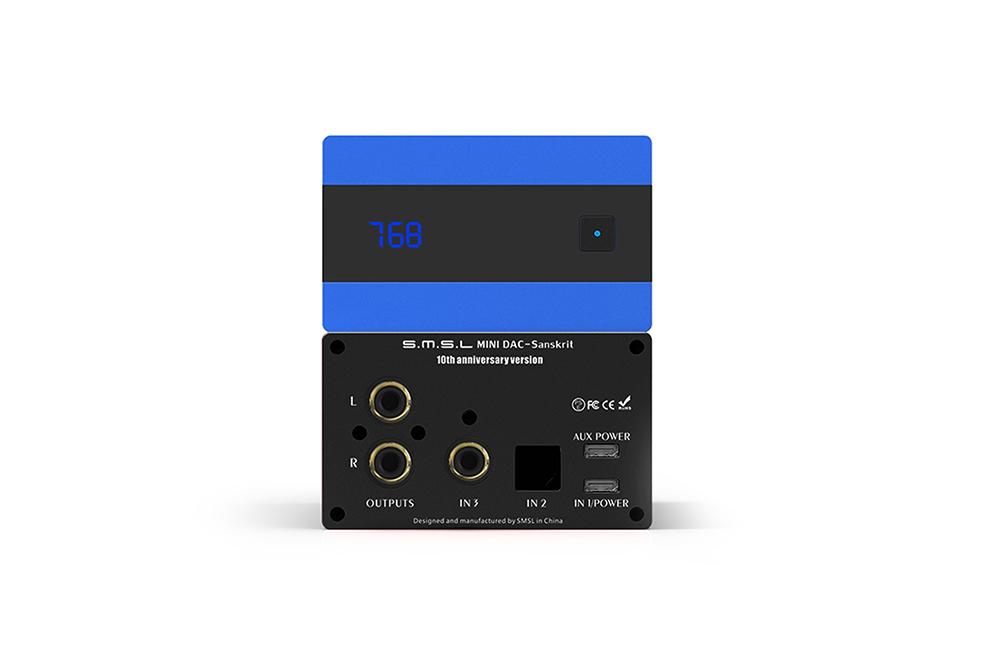 768
S.M.S.L MINI DAC-Sanskrit
10th anniversary version
L
FC CE RoHS
AUX POWER
R
OUTPUTS
IN 3
IN 2
IN 1/POWER
Designed and manufactured by SMSL in China